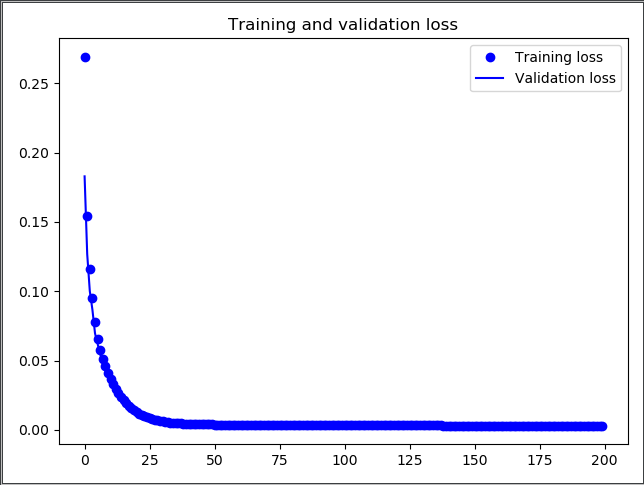 Training and validation loss
Training loss
Validation loss
0.25
0.20
0.15
0.10
0.05
0.00
0 25 50 75 100 125 150 175 200